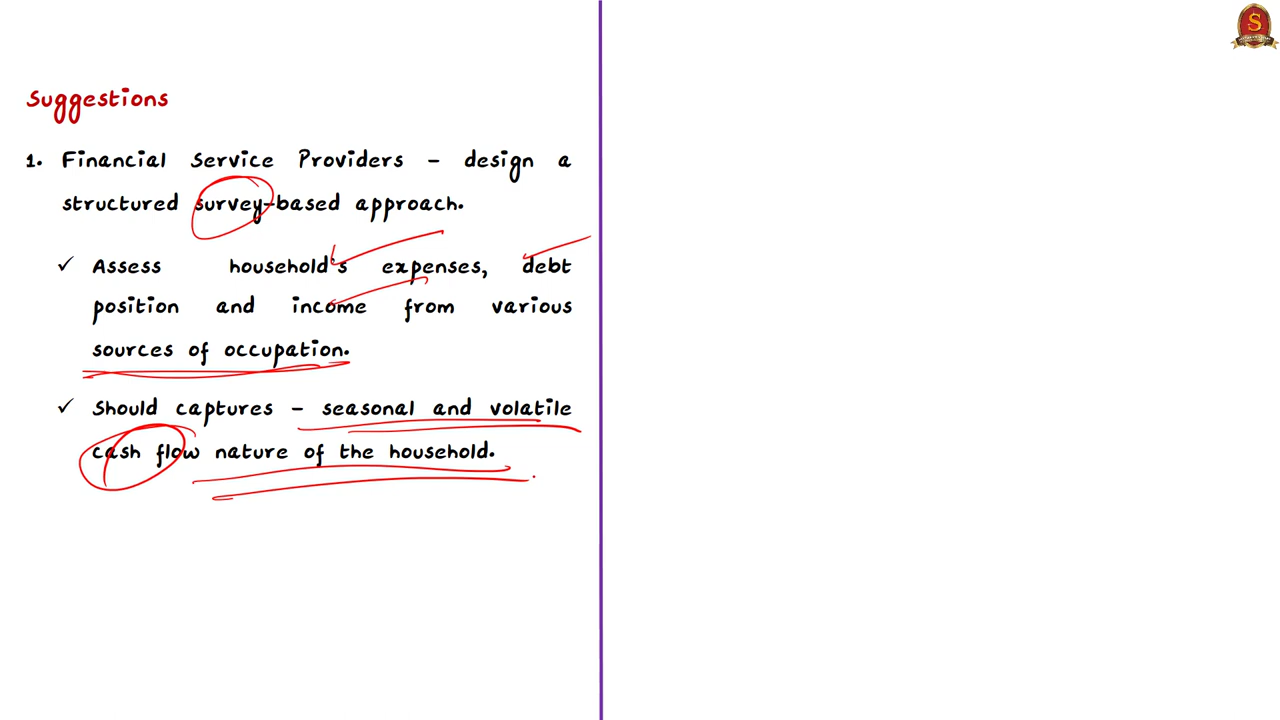 Suggestions
1. Financial Service Providers – design a
structured survey-based approach.
✓ Assess household's expenses, debt
position and income from various
sources of occupation.
✓ Should captures – seasonal and volatile
cash flow nature of the household.
S